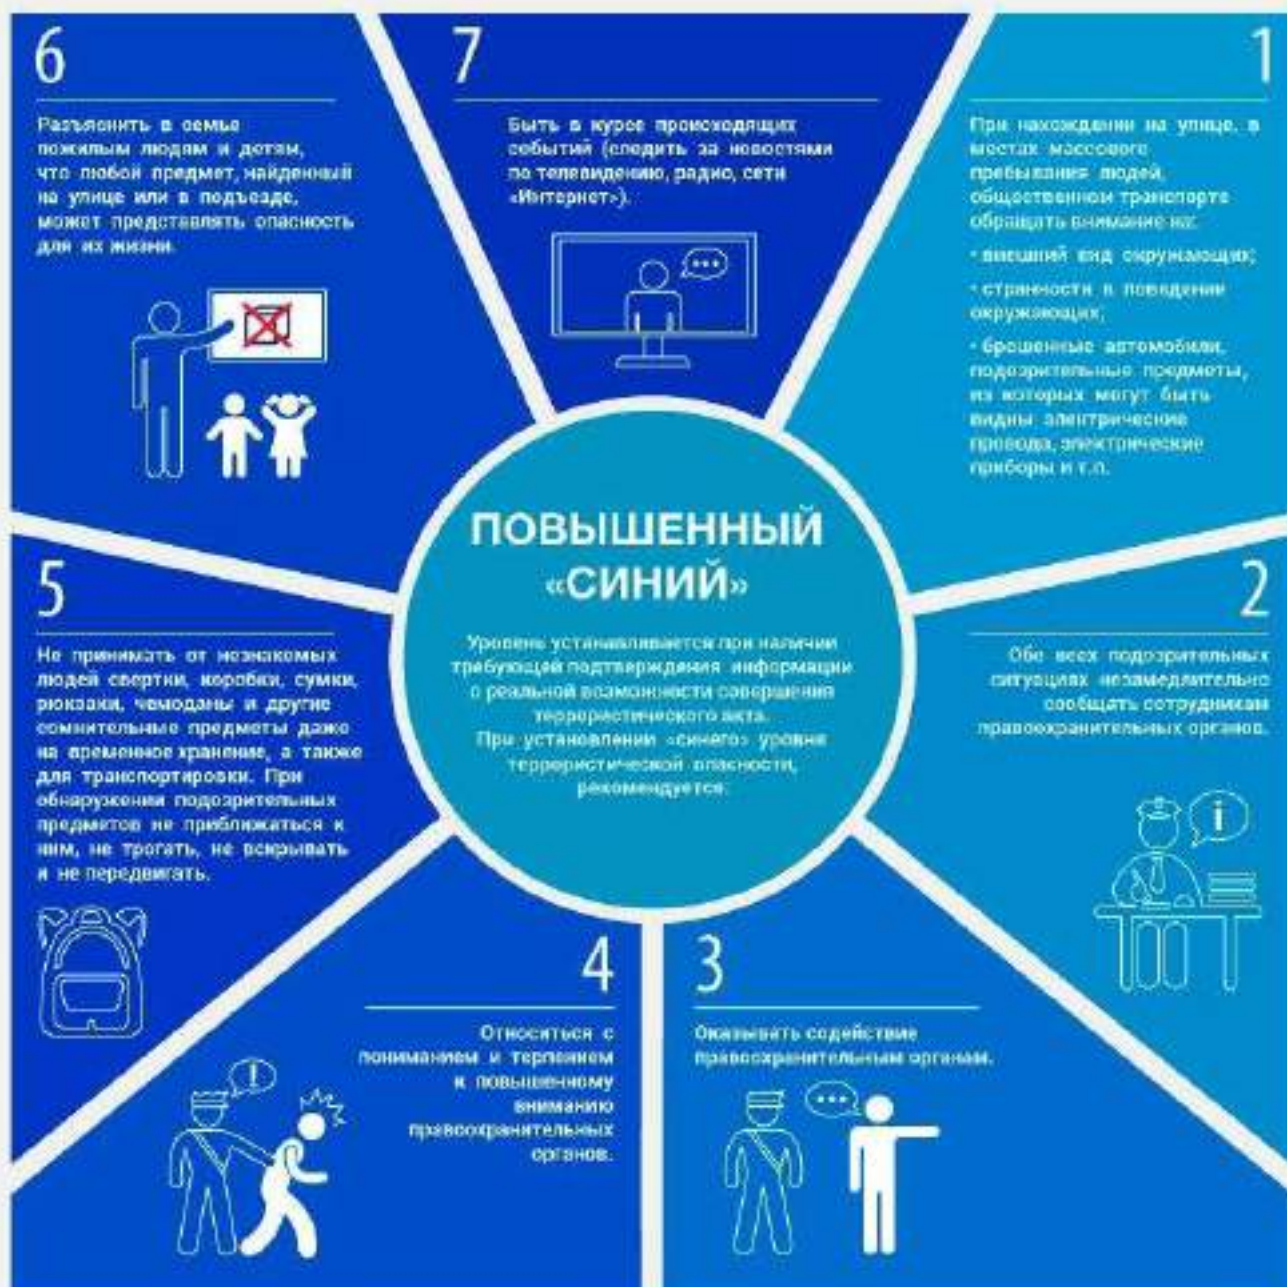 ПОВЫШЕННЫЙ
«СИНИЙ»
Уровень устанавливается при наличии
требующей подтверждения информации
о реальной возможности совершения
террористического акта.
При установлении «синего» уровня
террористической опасности,
рекомендуется:
1
При нахождении на улице, в
местах массового
пребывания людей,
общественном транспорте
обращать внимание на:
• внешний вид окружающих;
• странности в поведении
окружающих;
• брошенные автомобили,
подозрительные предметы,
из которых могут быть
видны электрические
провода, электрические
приборы и т.п.
2
Обо всех подозрительных
ситуациях незамедлительно
сообщать сотрудникам
правоохранительных органов.
i
3
Оказывать содействие
правоохранительным органам.
4
Относиться с
пониманием и терпением
к повышенному
вниманию
правоохранительных
органов.
!
5
Не принимать от незнакомых
людей свертки, коробки, сумки,
рюкзаки, чемоданы и другие
сомнительные предметы даже
на временное хранение, а также
для транспортировки. При
обнаружении подозрительных
предметов не приближаться к
ним, не трогать, не вскрывать
и не передвигать.
6
Разъяснить в семье
пожилым людям и детям,
что любой предмет, найденный
на улице или в подъезде,
может представлять опасность
для их жизни.
7
Быть в курсе происходящих
событий (следить за новостями
по телевидению, радио, сети
«Интернет»).